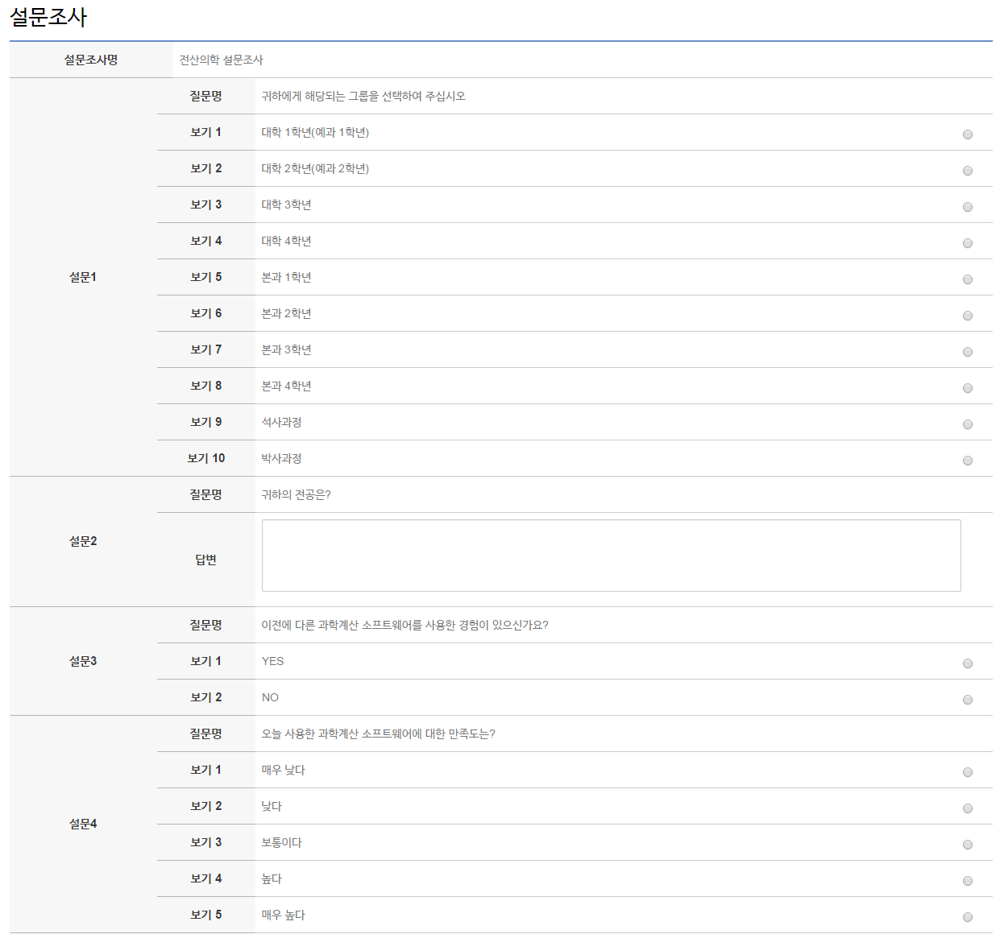 설문조사
설문조사명 전산의학 설문조사
설문1
질문명 귀하에게 해당되는 그룹을 선택하여 주십시오
보기 1 대학 1학년(예과 1학년)
보기 2 대학 2학년(예과 2학년)
보기 3 대학 3학년
보기 4 대학 4학년
보기 5 본과 1학년
보기 6 본과 2학년
보기 7 본과 3학년
보기 8 본과 4학년
보기 9 석사과정
보기 10 박사과정
설문2
질문명 귀하의 전공은?
답변
설문3
질문명 이전에 다른 과학계산 소프트웨어를 사용한 경험이 있으신가요?
보기 1 YES
보기 2 NO
설문4
질문명 오늘 사용한 과학계산 소프트웨어에 대한 만족도는?
보기 1 매우 낮다
보기 2 낮다
보기 3 보통이다
보기 4 높다
보기 5 매우 높다